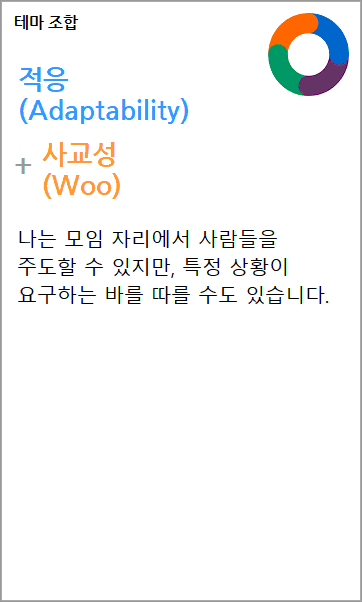 테마 조합
적응
(Adaptability)
+ 사교성
(Woo)
나는 모임 자리에서 사람들을
주도할 수 있지만, 특정 상황이
요구하는 바를 따를 수도 있습니다.